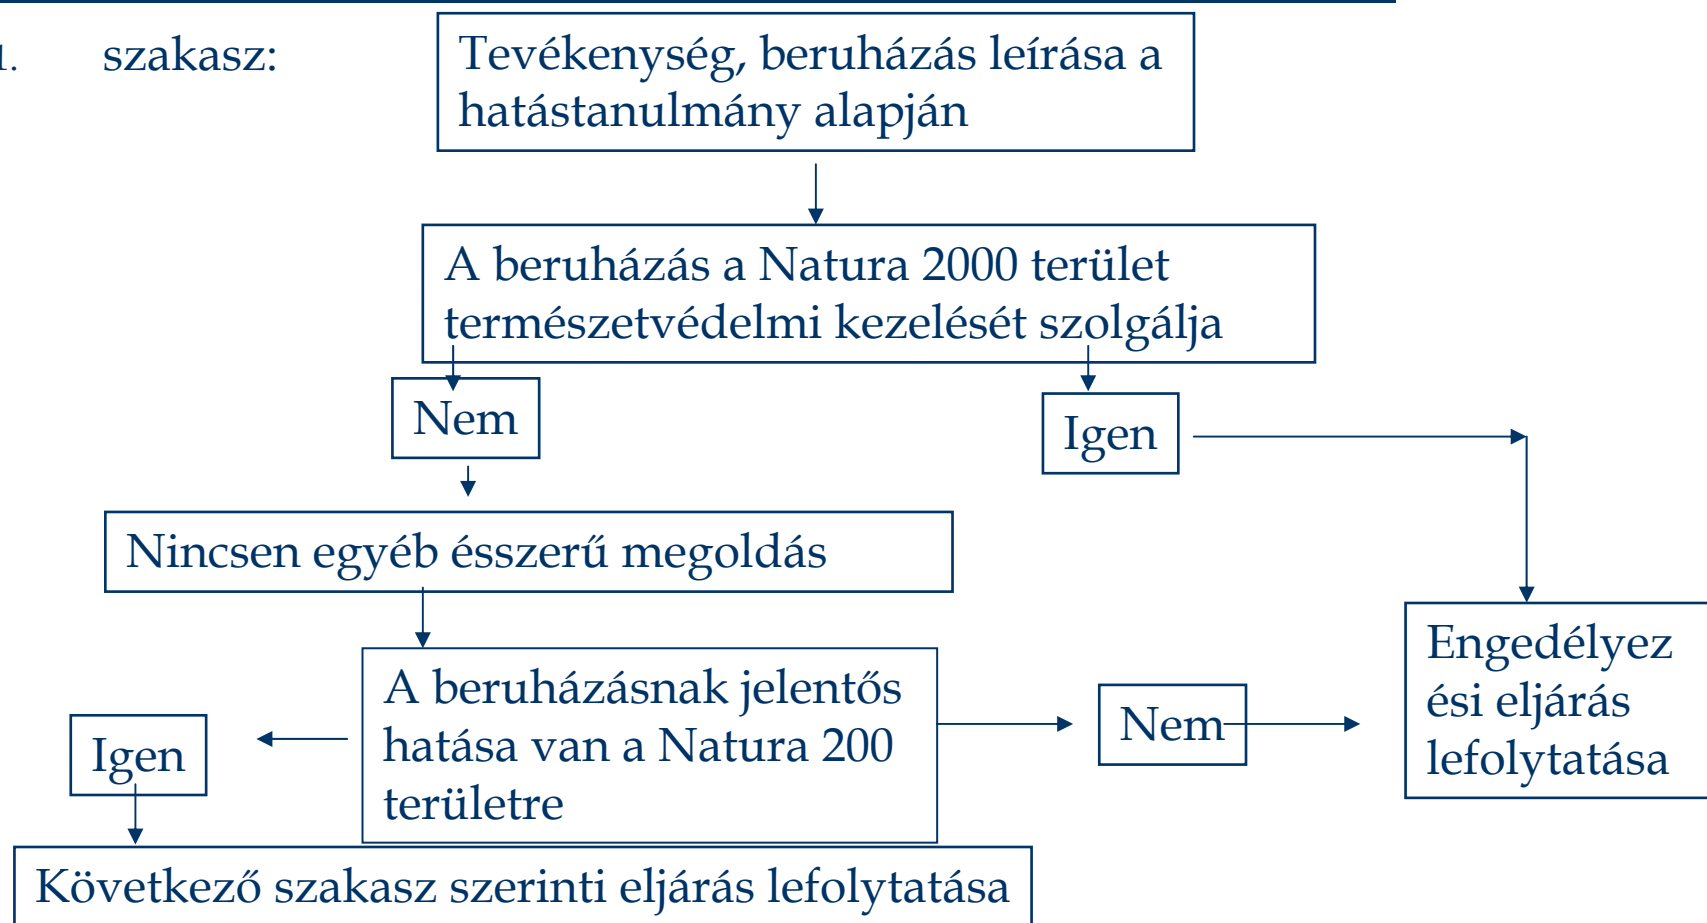 1. szakasz:
Tevékenység, beruházás leírása a
hatástanulmány alapján
A beruházás a Natura 2000 terület
természetvédelmi kezelését szolgálja
Nem
Igen
Nincsen egyéb ésszerű megoldás
A beruházásnak jelentős
hatása van a Natura 200
területre
Igen
Nem
Engedélyez
ési eljárás
lefolytatása
Következő szakasz szerinti eljárás lefolytatása